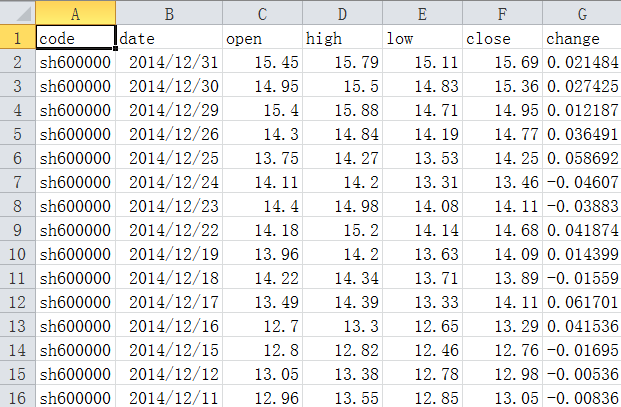 A B C D E F G
1 code date open high low close change
2 sh600000 2014/12/31 15.45 15.79 15.11 15.69 0.021484
3 sh600000 2014/12/30 14.95 15.5 14.83 15.36 0.027425
4 sh600000 2014/12/29 15.4 15.88 14.71 14.95 0.012187
5 sh600000 2014/12/26 14.3 14.84 14.19 14.77 0.036491
6 sh600000 2014/12/25 13.75 14.27 13.53 14.25 0.058692
7 sh600000 2014/12/24 14.11 14.2 13.31 13.46 -0.04607
8 sh600000 2014/12/23 14.4 14.98 14.08 14.11 -0.03883
9 sh600000 2014/12/22 14.18 15.2 14.14 14.68 0.041874
10 sh600000 2014/12/19 13.96 14.2 13.63 14.09 0.014399
11 sh600000 2014/12/18 14.22 14.34 13.71 13.89 -0.01559
12 sh600000 2014/12/17 13.49 14.39 13.33 14.11 0.061701
13 sh600000 2014/12/16 12.7 13.3 12.65 13.29 0.041536
14 sh600000 2014/12/15 12.8 12.82 12.46 12.76 -0.01695
15 sh600000 2014/12/12 13.05 13.38 12.78 12.98 -0.00536
16 sh600000 2014/12/11 12.96 13.55 12.85 13.05 -0.00836